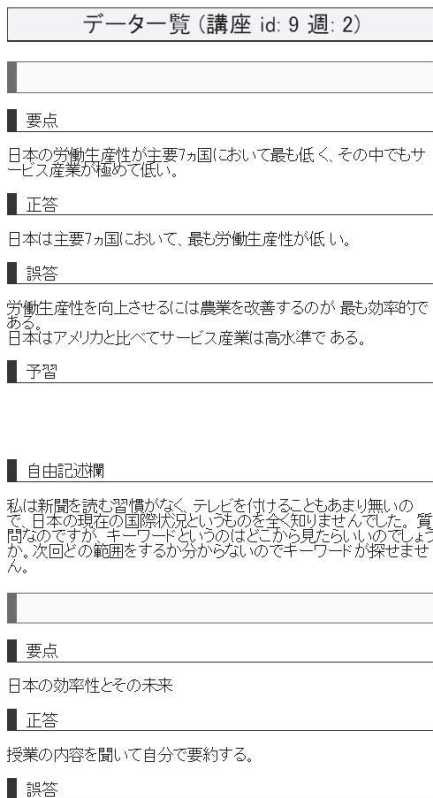 データ一覧 (講座 id: 9 週: 2)
要点
日本の労働生産性が主要7ヵ国において最も低く、その中でもサ
ービス産業が極めて低い。
正答
日本は主要7ヵ国において、最も労働生産性が低い。
誤答
労働生産性を向上させるには農業を改善するのが 最も効率的で
ある。
日本はアメリカと比べてサービス産業は高水準で ある。
予習
自由記述欄
私は新聞を読む習慣がなく、テレビを付けることもあまり無いの
で、日本の現在の国際状況というものを全く知りませんでした。質
問なのですが、キーワードというのはどこから見たらいいのでしょう
か。次回どの範囲をするか分からないのでキーワードが探せませ
ん。
要点
日本の効率性とその未来
正答
授業の内容を聞いて自分で要約する。
誤答